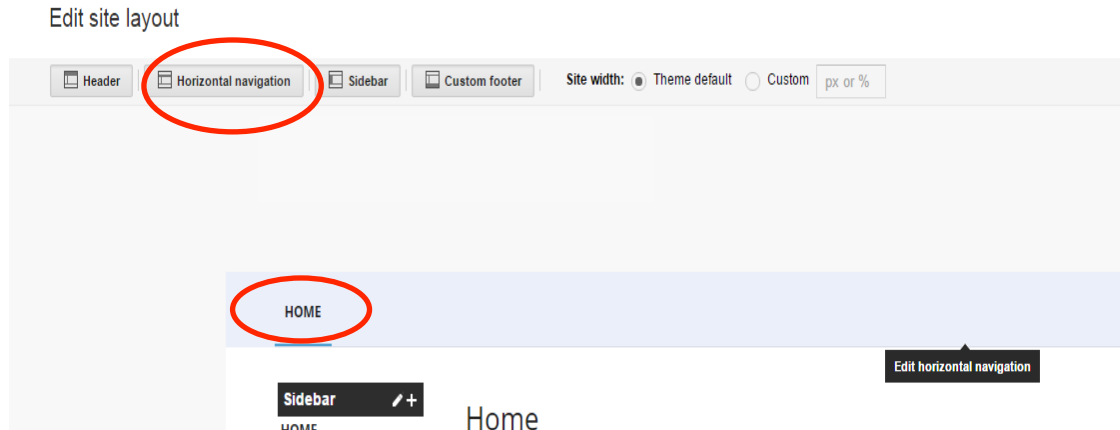 Edit site layout
Header Horizontal navigation Sidebar Custom footer Site width: Theme default Custom px or %
HOME
Edit horizontal navigation
Sidebar
HOME
Home